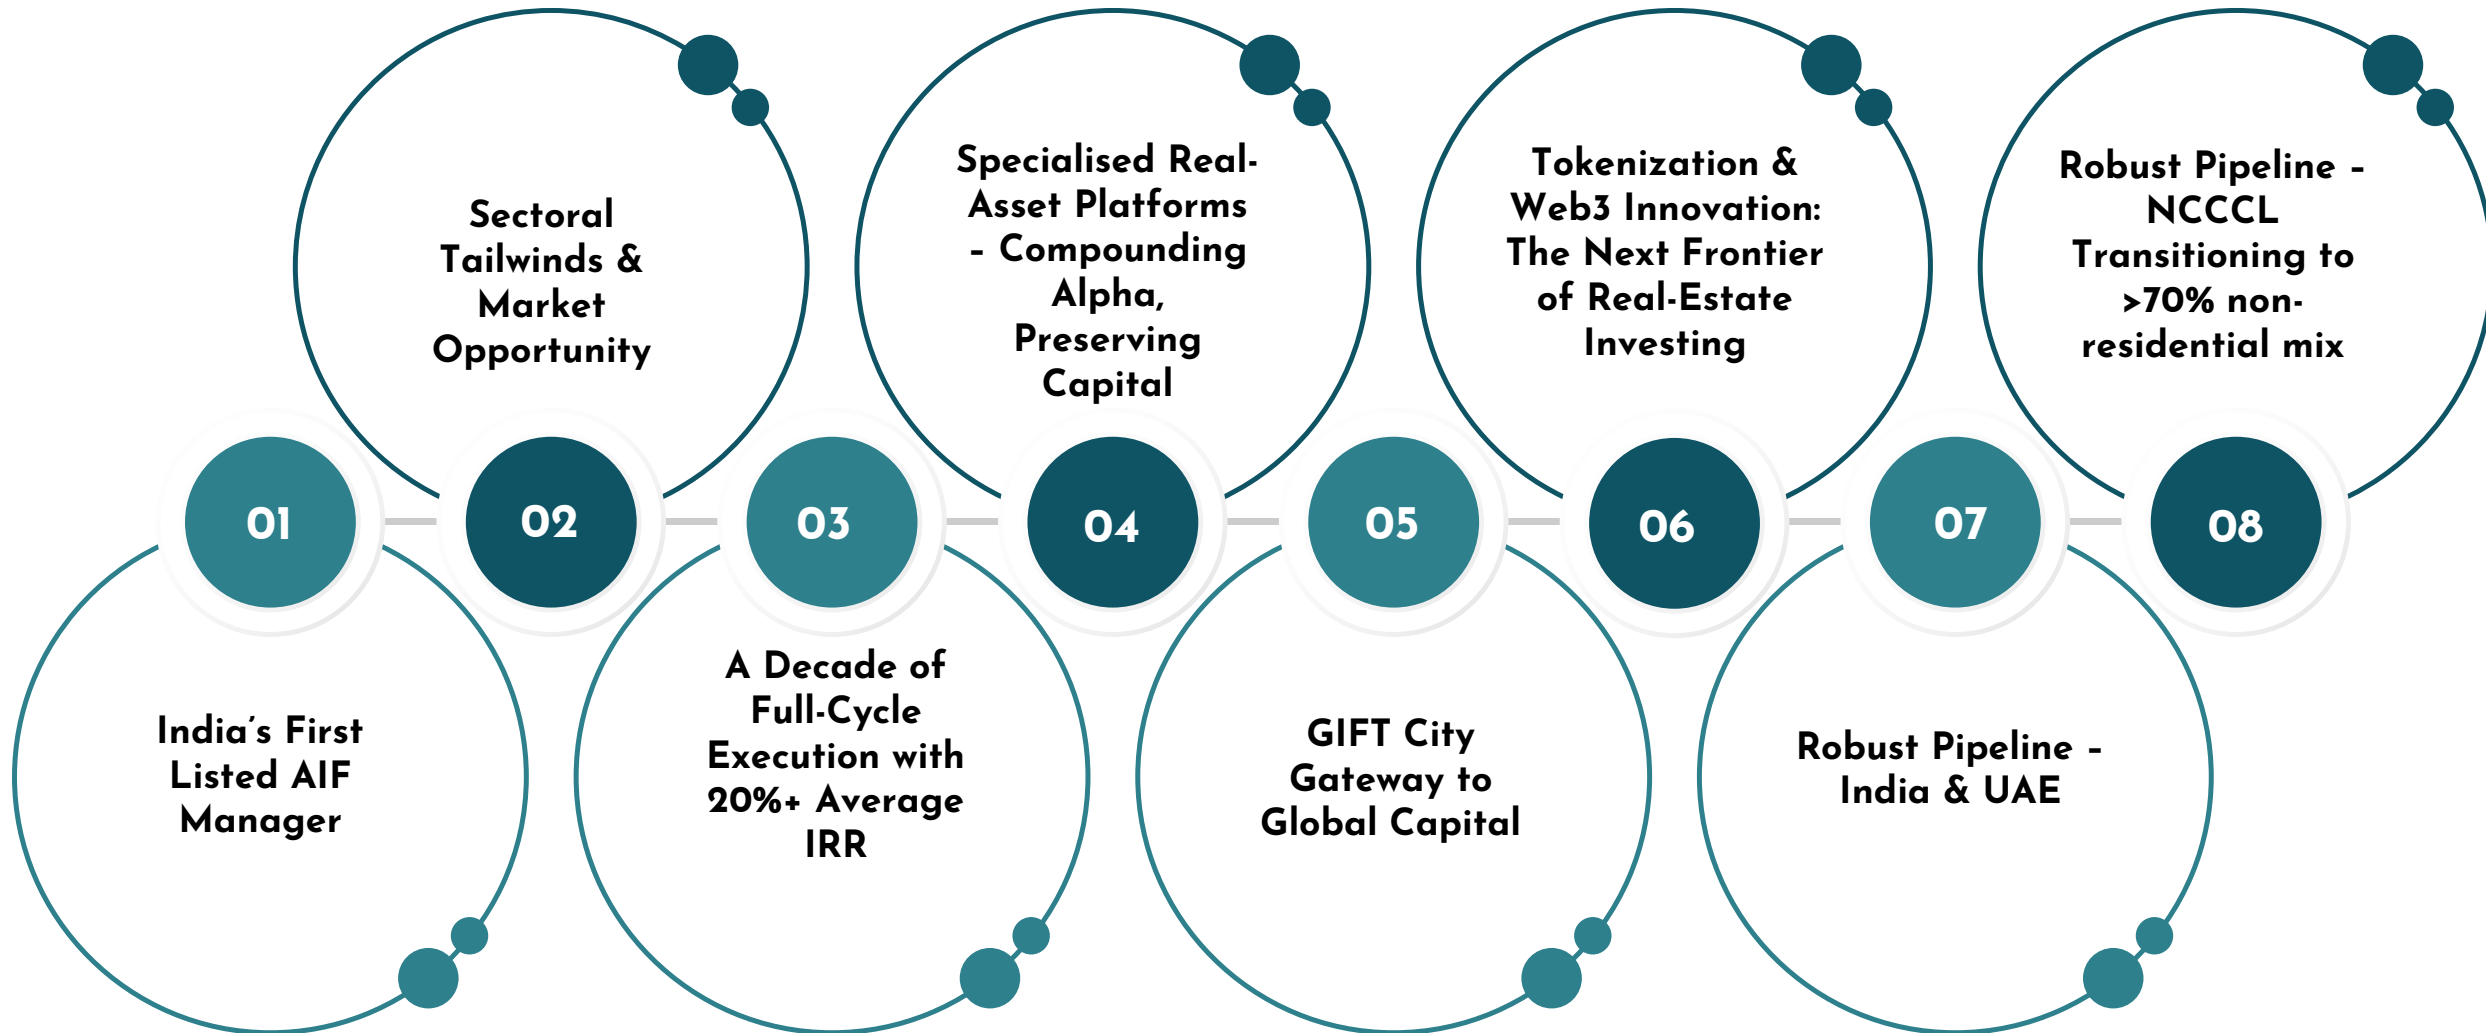 01
India's First
Listed AIF
Manager
02
Sectoral
Tailwinds &
Market
Opportunity
03
A Decade of
Full-Cycle
Execution with
20%+ Average
IRR
04
Specialised Real-
Asset Platforms
– Compounding
Alpha,
Preserving
Capital
05
GIFT City
Gateway to
Global Capital
06
Tokenization &
Web3 Innovation:
The Next Frontier
of Real-Estate
Investing
07
Robust Pipeline –
India & UAE
08
Robust Pipeline –
NCCCL
Transitioning to
>70% non-
residential mix